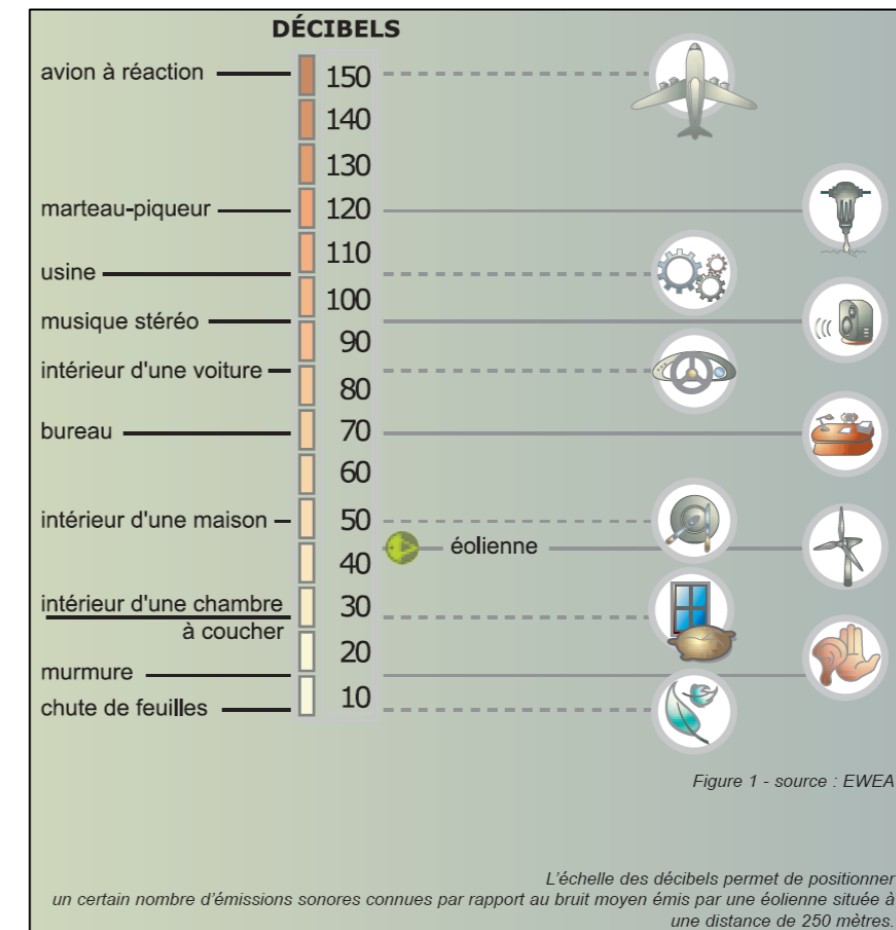 DÉCIBELS
avion à réaction 150
140
130
marteau-piqueur 120
110
usine
100
musique stéréo
90
intérieur d'une voiture
80
bureau 70
60
intérieur d'une maison 50
éolienne
40
intérieur d'une chambre 30
à coucher
20
murmure
10
chute de feuilles
Figure 1 - source : EWEA
L'échelle des décibels permet de positionner
un certain nombre d'émissions sonores connues par rapport au bruit moyen émis par une éolienne située à
une distance de 250 mètres.